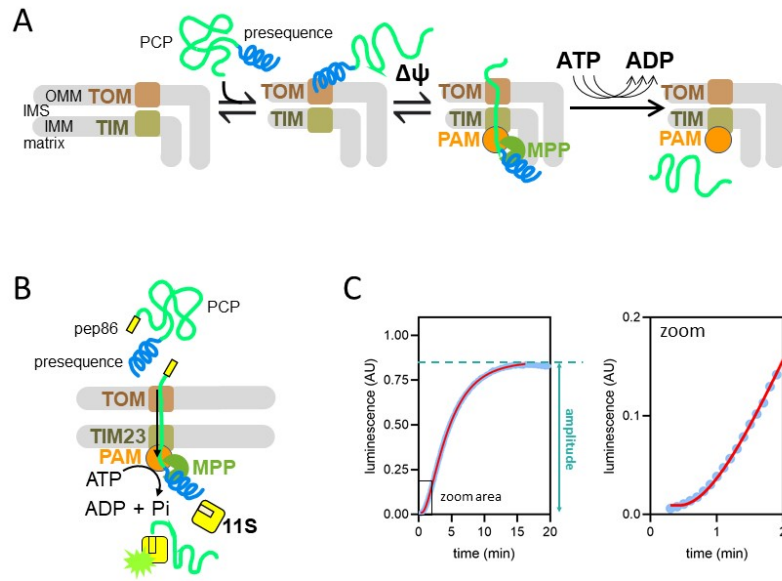 A
PCP
presequence
Δψ
ATP
ADP
OMM
TOM
IMS
IMM
TIM
matrix
TOM
TIM
TOM
TIM
PAM
MPP
TOM
TIM
PAM
B
PCP
pep86
presequence
TOM
TIM23
PAM
MPP
ATP
ADP + Pi
11S
C
luminescence (AU)
1.00
0.75
0.50
0.25
0.00
0
5
10
15
20
time (min)
amplitude
zoom area
zoom
luminescence (AU)
0.2
0.1
0.0
0
1
2
time (min)